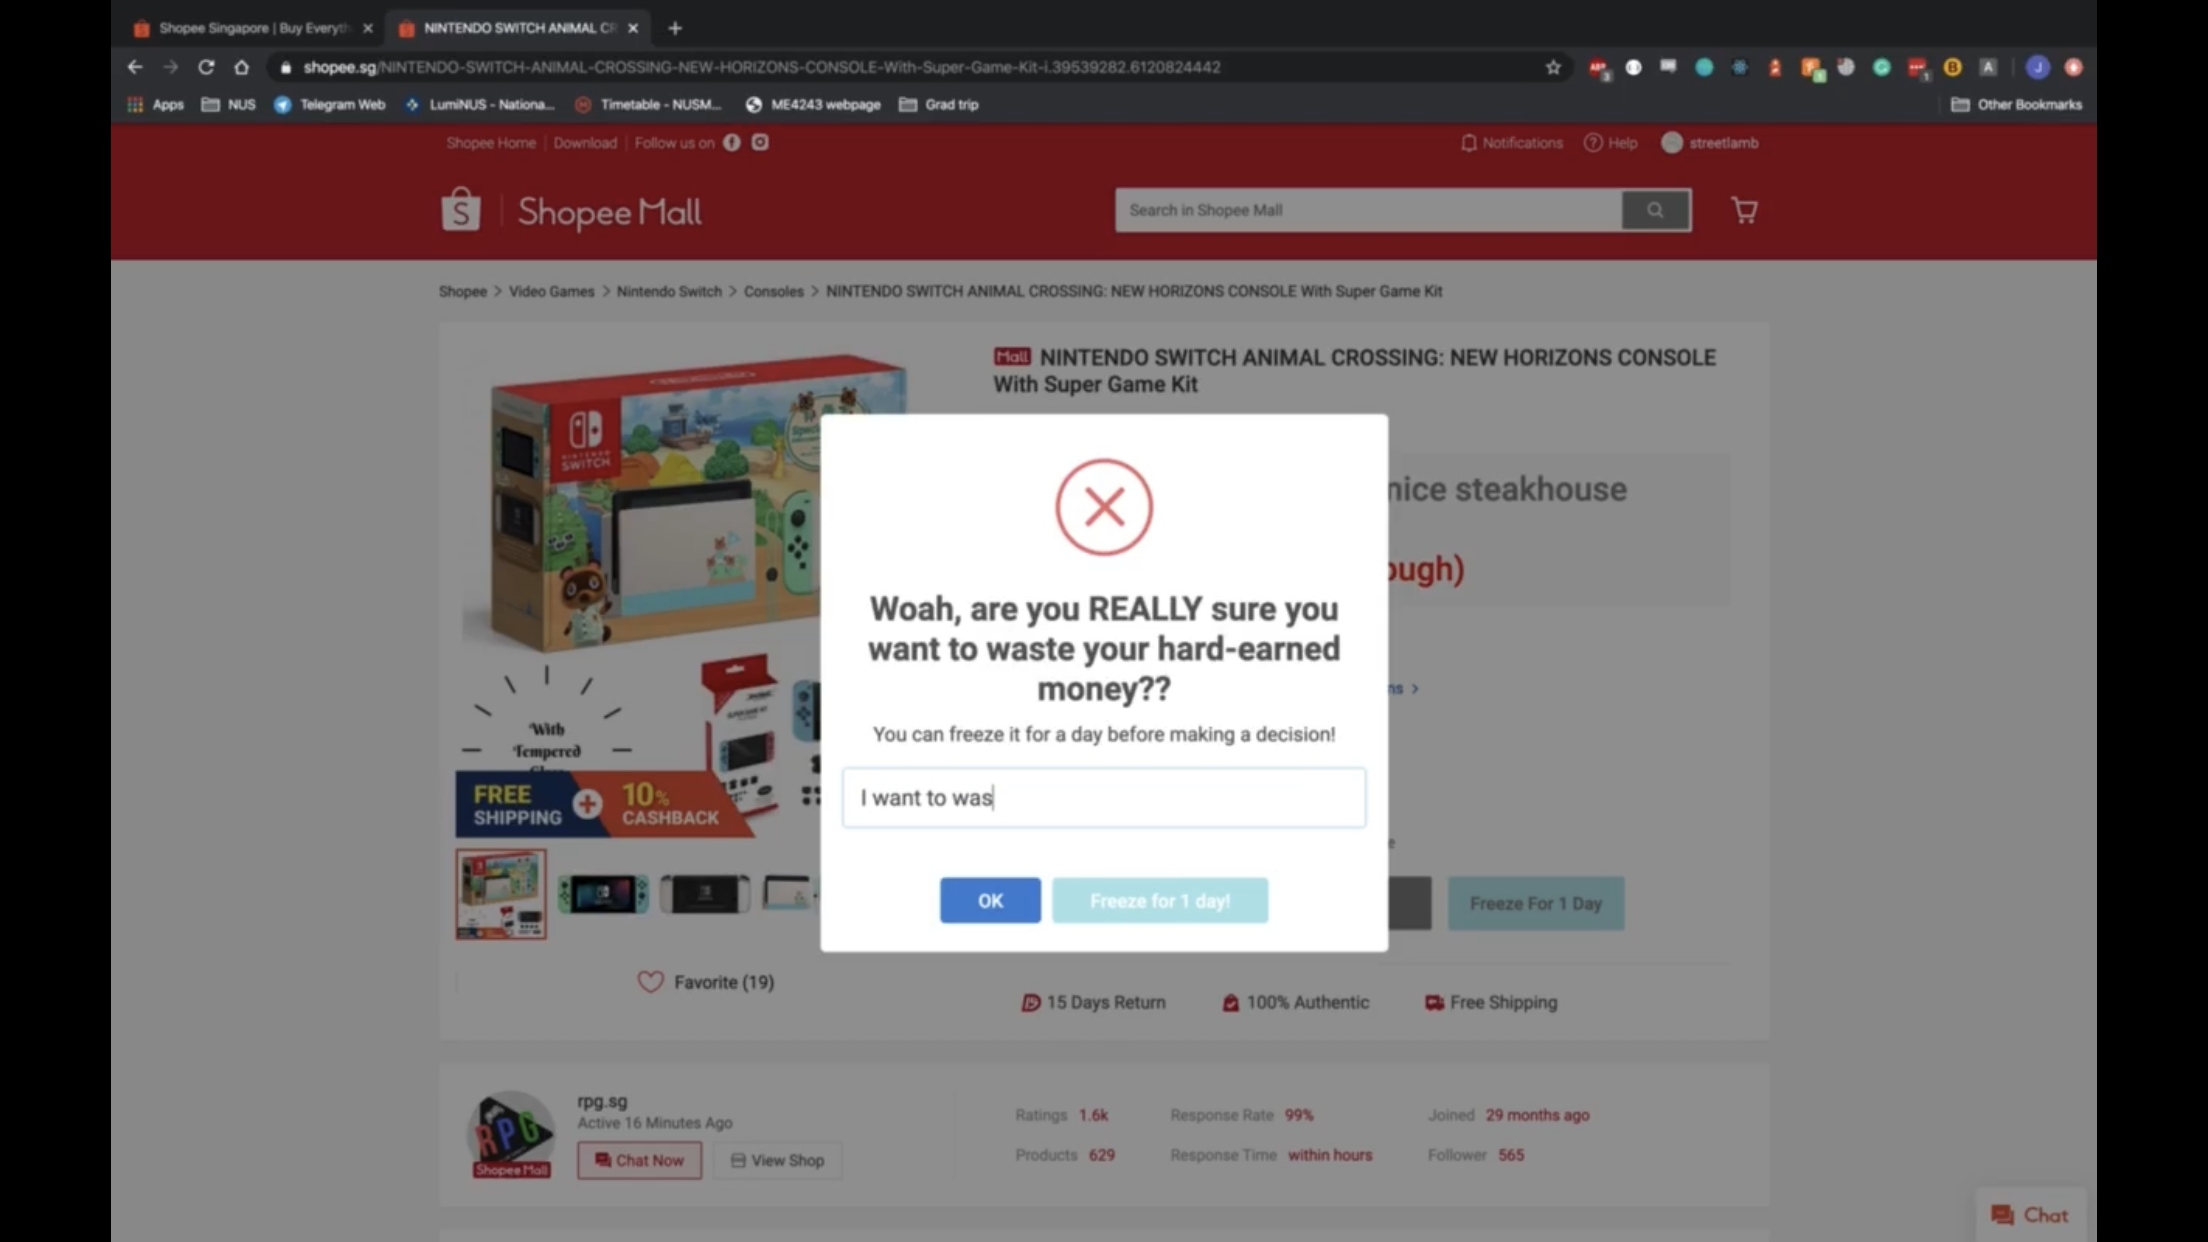 Shopee Singapore | Buy Everyth
NINTENDO SWITCH ANIMAL CR
shopee.sg/NINTENDO-SWITCH-ANIMAL-CROSSING-NEW-HORIZONS-CONSOLE-With-Super-Game-Kit-i.39539282.6120824442
Apps NUS Telegram Web LumiNUS - Nationa... Timetable - NUSM... ME4243 webpage Grad trip Other Bookmarks
Shopee Home | Download | Follow us on Notifications Help streetlamb
Shopee Mall
Search in Shopee Mall
Shopee > Video Games > Nintendo Switch > Consoles > NINTENDO SWITCH ANIMAL CROSSING: NEW HORIZONS CONSOLE With Super Game Kit
Mall NINTENDO SWITCH ANIMAL CROSSING: NEW HORIZONS CONSOLE
With Super Game Kit
NINTENDO
SWITCH
nice steakhouse
ough)
Woah, are you REALLY sure you
want to waste your hard-earned
money??
You can freeze it for a day before making a decision!
I want to was
OK
Freeze for 1 day!
ns >
With
Tempered
FREE
SHIPPING
+
10%
CASHBACK
e
Freeze For 1 Day
Favorite (19)
15 Days Return 100% Authentic Free Shipping
RPG
Shopee Mall
rpg.sg
Active 16 Minutes Ago
Chat Now View Shop
Ratings 1.6k Response Rate 99% Joined 29 months ago
Products 629 Response Time within hours Follower 565
Chat